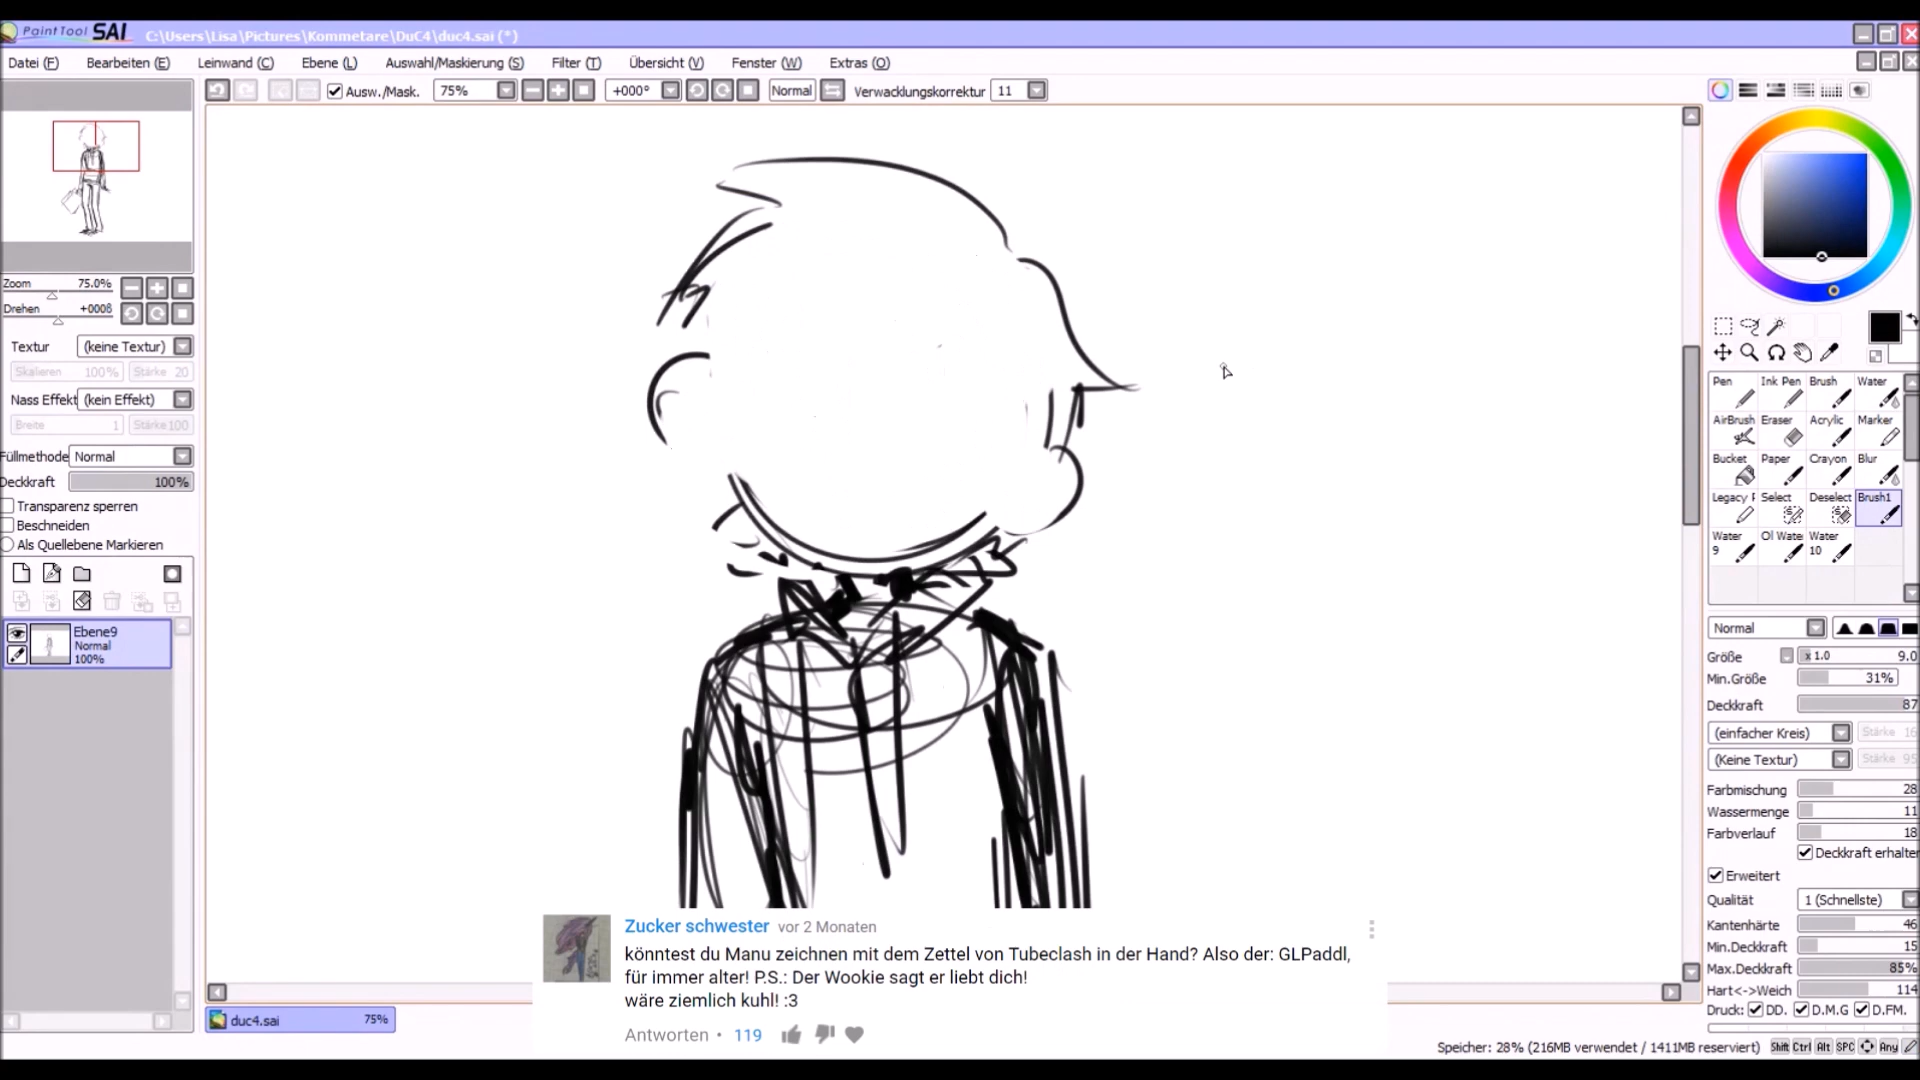 PaintTool SAI C:\Users\Lisa\Pictures\Kommetare\DuC4\duc4.sai (*)
Datei (F) Bearbeiten (E) Leinwand (C) Ebene (L) Auswahl/Maskierung (S) Filter (T) Übersicht (V) Fenster (W) Extras (O)
Ausw./Mask. 75% +000° Normal Verwacklungskorrektur 11
Zoom 75.0%
Drehen +0008
Textur (keine Textur)
Skalieren 100% Stärke 20
Nass Effekt (kein Effekt)
Breite 1 Stärke 100
Füllmethode Normal
Deckkraft 100%
Transparenz sperren
Beschneiden
Als Quellebene Markieren
Ebene9
Normal
100%
Pen Ink Pen Brush Water
AirBrush Eraser Acrylic Marker
Bucket Paper Crayon Blur
Legacy Select Deselect Brush1
Water Ol Wate Water
9 10
Normal
Größe x 1.0 9.0
Min.Größe 31%
Deckkraft 87
(einfacher Kreis) Stärke 16
(Keine Textur) Stärke 95
Farbmischung 28
Wassermenge 11
Farbverlauf 18
Deckkraft erhalter
Erweitert
Qualität 1 (Schnellste)
Kantenhärte 46
Min.Deckkraft 15
Max.Deckkraft 85%
Hart<->Weich 114
Druck: DD. D.M.G D.FM.
Zucker schwester vor 2 Monaten
könntest du Manu zeichnen mit dem Zettel von Tubeclash in der Hand? Also der: GLPaddl,
für immer alter! P.S.: Der Wookie sagt er liebt dich!
wäre ziemlich kuhl! :3
Antworten • 119
duc4.sai 75%
Speicher: 28% (216MB verwendet / 1411MB reserviert) Shift Ctrl Alt SPC Any